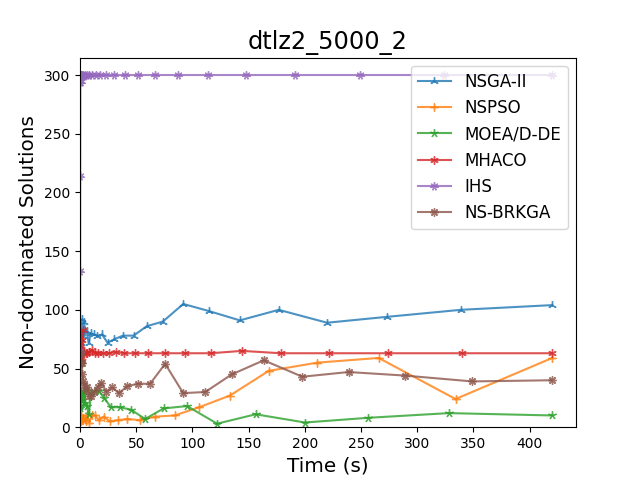 dtlz2_5000_2
Non-dominated Solutions
300
250
200
150
100
50
0
0 50 100 150 200 250 300 350 400
Time (s)
NSGA-II
NSPSO
MOEA/D-DE
MHACO
IHS
NS-BRKGA